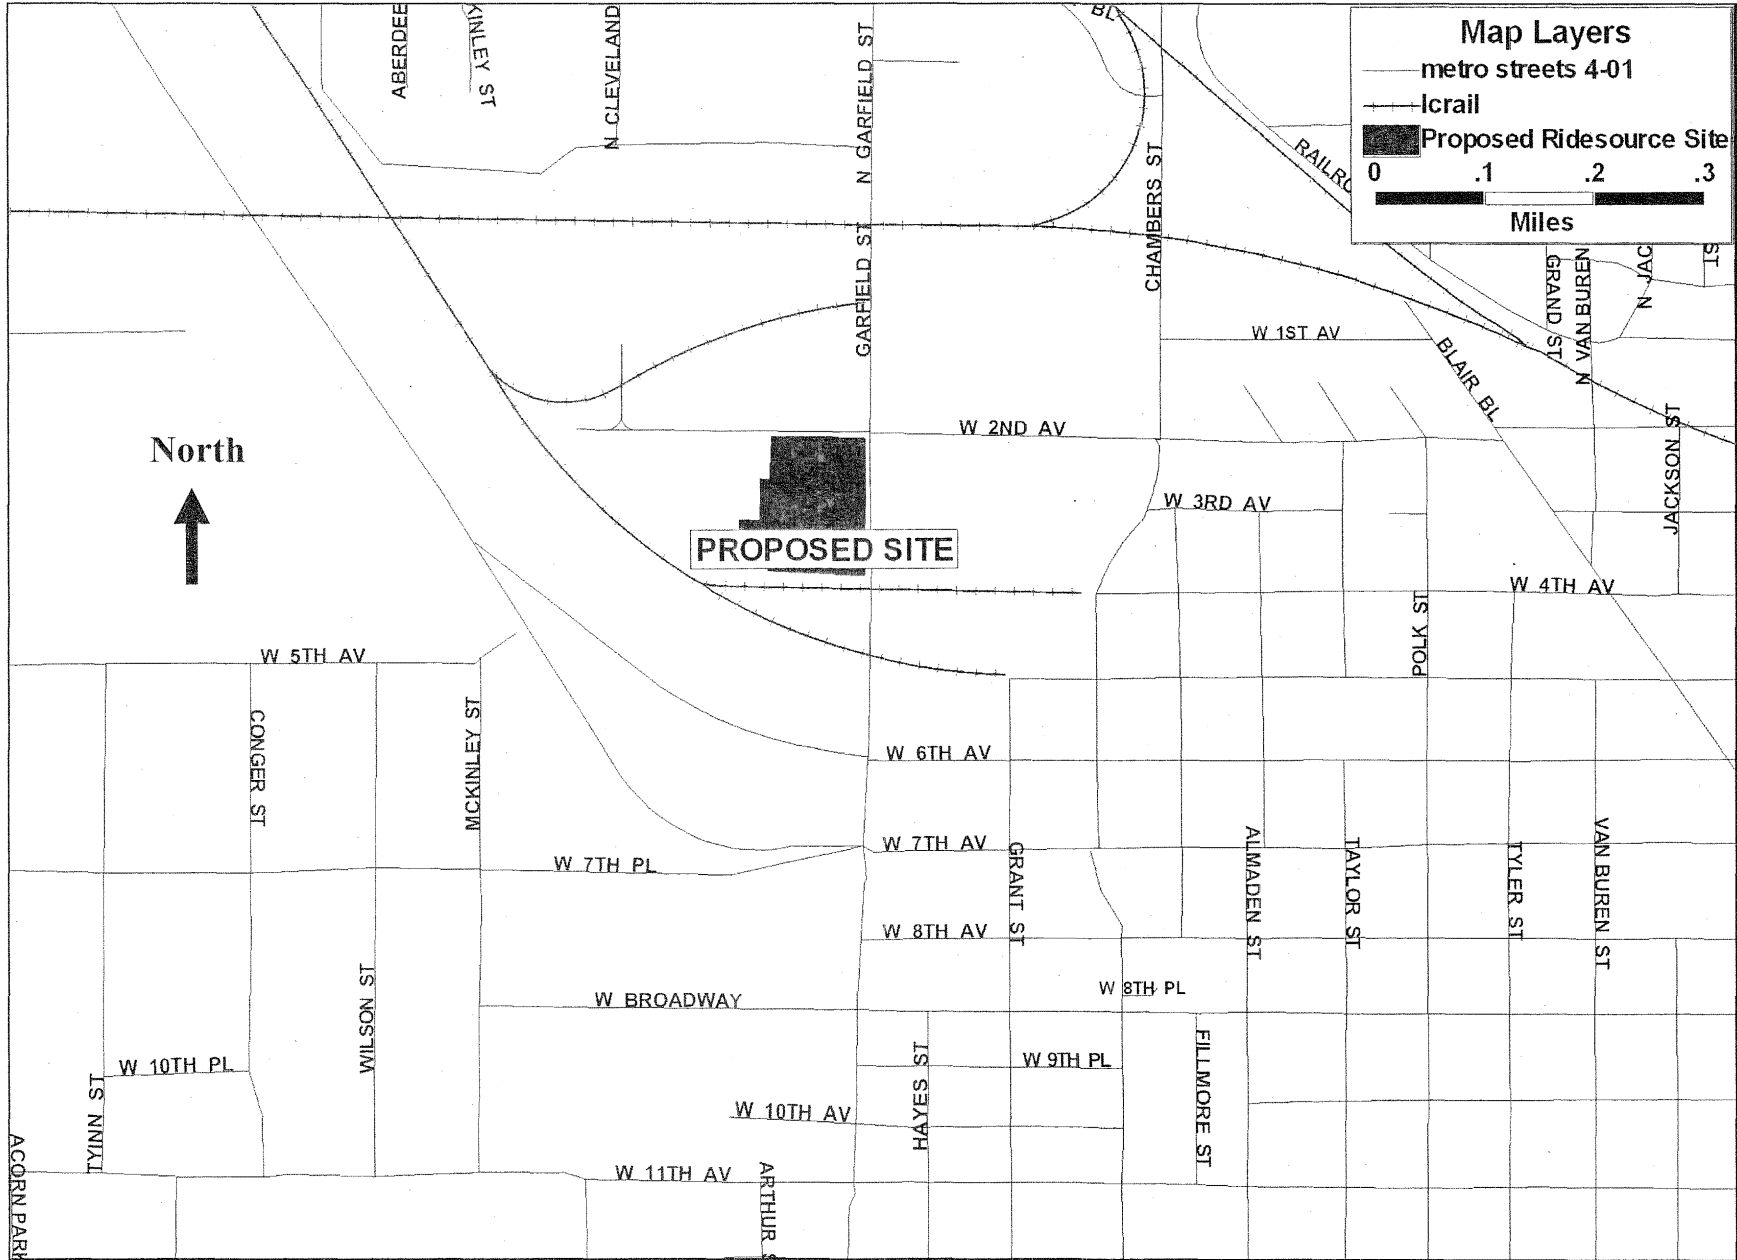 Map Layers
metro streets 4-01
lcrail
Proposed Ridesource Site
0 .1 .2 .3
Miles
ABERDEE
KINLEY ST
N CLEVELAND
N GARFIELD ST
BL
CHAMBERS ST
RAILRO
GARFIELD ST
GRAND ST
N VAN BUREN
N JAC
ST
W 1ST AV
BLAIR BL
JACKSON ST
North
W 2ND AV
W 3RD AV
PROPOSED SITE
W 4TH AV
POLK ST
W 5TH AV
CONGER ST
MCKINLEY ST
W 6TH AV
W 7TH AV
W 7TH PL
GRANT ST
ALMADEN ST
TAYLOR ST
TYLER ST
VAN BUREN ST
W 8TH AV
W 8TH PL
WILSON ST
W BROADWAY
W 10TH PL
TYNN ST
HAYES ST
W 9TH PL
FILLMORE ST
W 10TH AV
W 11TH AV
ARTHUR S
ACORN PARK